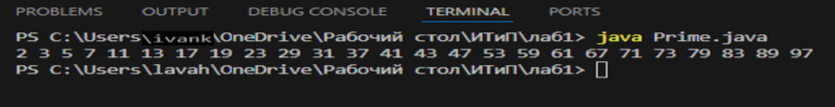 PROBLEMS OUTPUT DEBUG CONSOLE TERMINAL PORTS
PS C:\Users\ivank\OneDrive\Рабочий стол\ИТиП\лаб1> java Prime.java
2 3 5 7 11 13 17 19 23 29 31 37 41 43 47 53 59 61 67 71 73 79 83 89 97
PS C:\Users\lavah\OneDrive\Рабочий стол\ИТиП\лаб1>